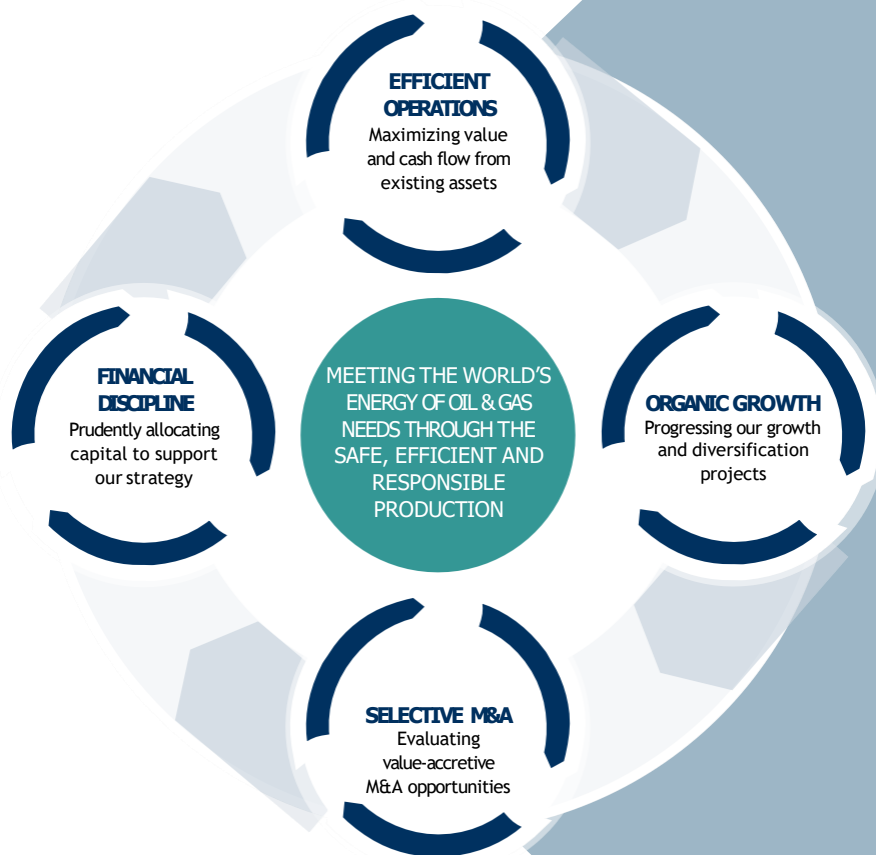 EFFICIENT
OPERATIONS
Maximizing value
and cash flow from
existing assets
FINANCIAL
DISCIPLINE
Prudently allocating
capital to support
our strategy
MEETING THE WORLD'S
ENERGY OF OIL & GAS
NEEDS THROUGH THE
SAFE, EFFICIENT AND
RESPONSIBLE
PRODUCTION
ORGANIC GROWTH
Progressing our growth
and diversification
projects
SELECTIVE M&A
Evaluating
value-accretive
M&A opportunities